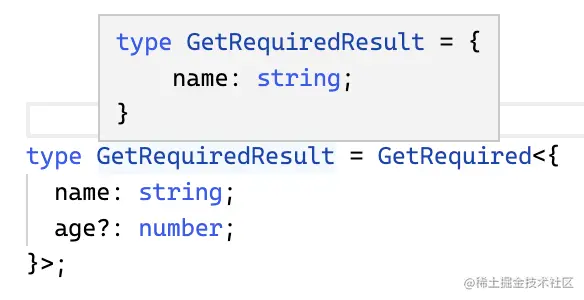 type GetRequiredResult = {
    name: string;
}
type GetRequiredResult = GetRequired<{
  name: string;
  age?: number;
}>;
@稀土掘金技术社区